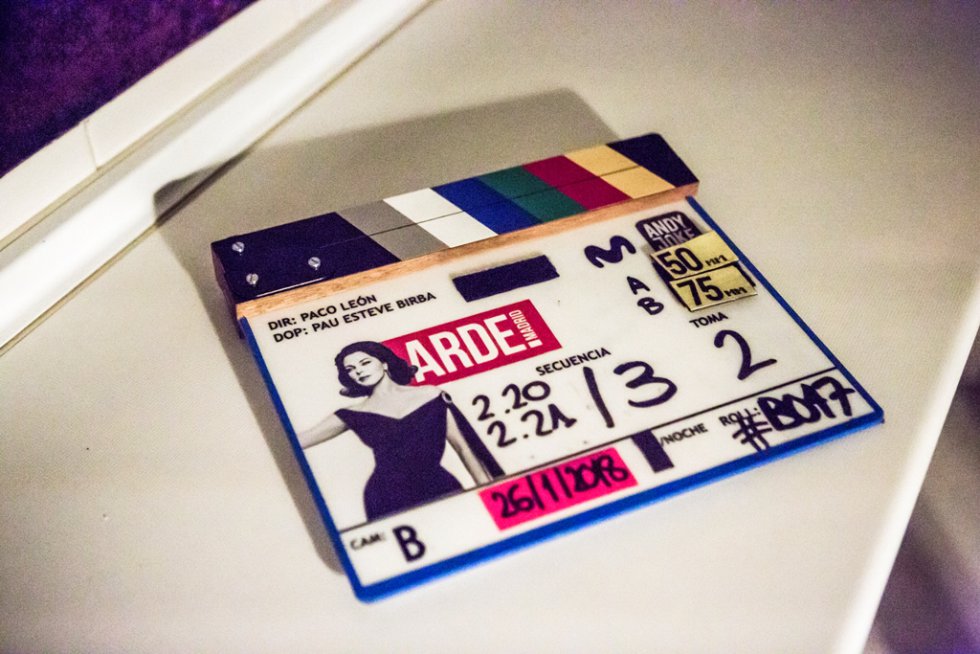 DIR: PACO LEÓN
DOP: PAU ESTEVE BIRBA
M
A
B
ANDY
JOKE
50 mm
75 mm
ARDE!
MADRID
SECUENCIA
2.20
2.21
/3
TOMA
2
/NOCHE
ROLL:
#B017
26/1/2018
CAM:
B